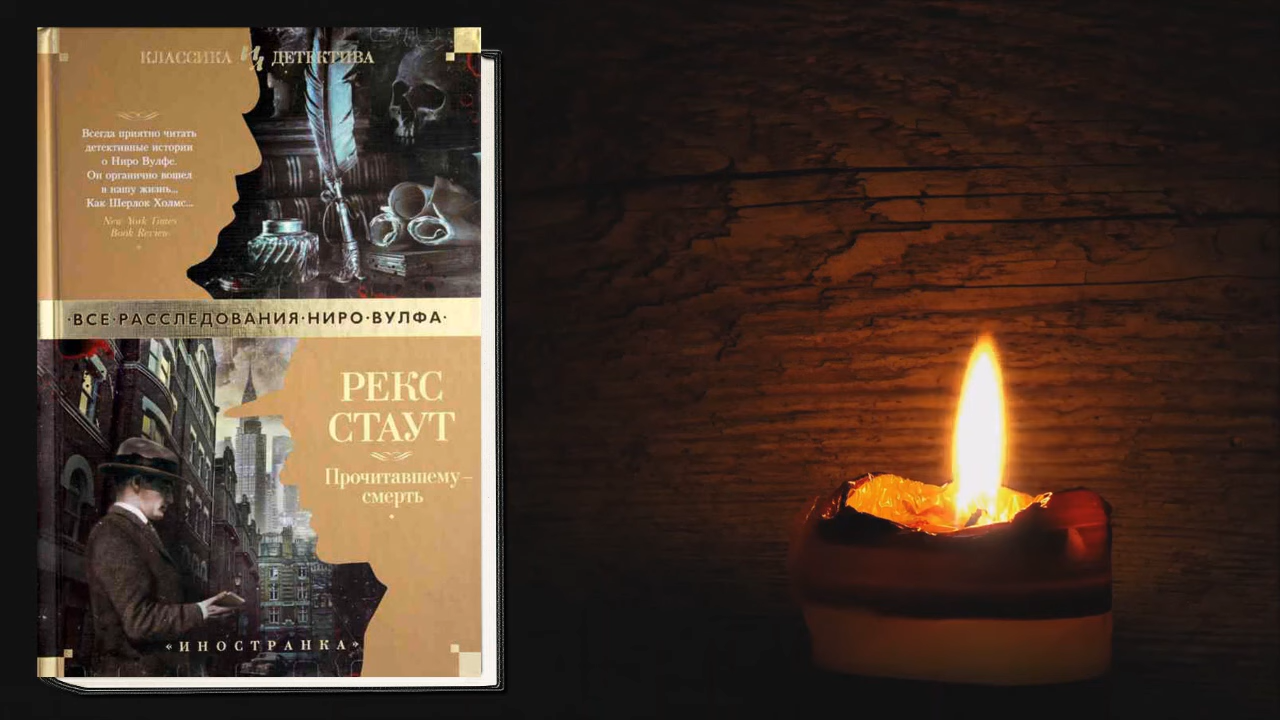 КЛАССИКА ДЕТЕКТИВА
Всегда приятно читать
детективные истории
о Ниро Вулфе.
Он органично вошел
в нашу жизнь...
Как Шерлок Холмс...
New York Times
Book Review
·ВСЕ·РАССЛЕДОВАНИЯ·НИРО·ВУЛФА·
РЕКС
СТАУТ
Прочитавшему –
смерть
«ИНОСТРАНКА»